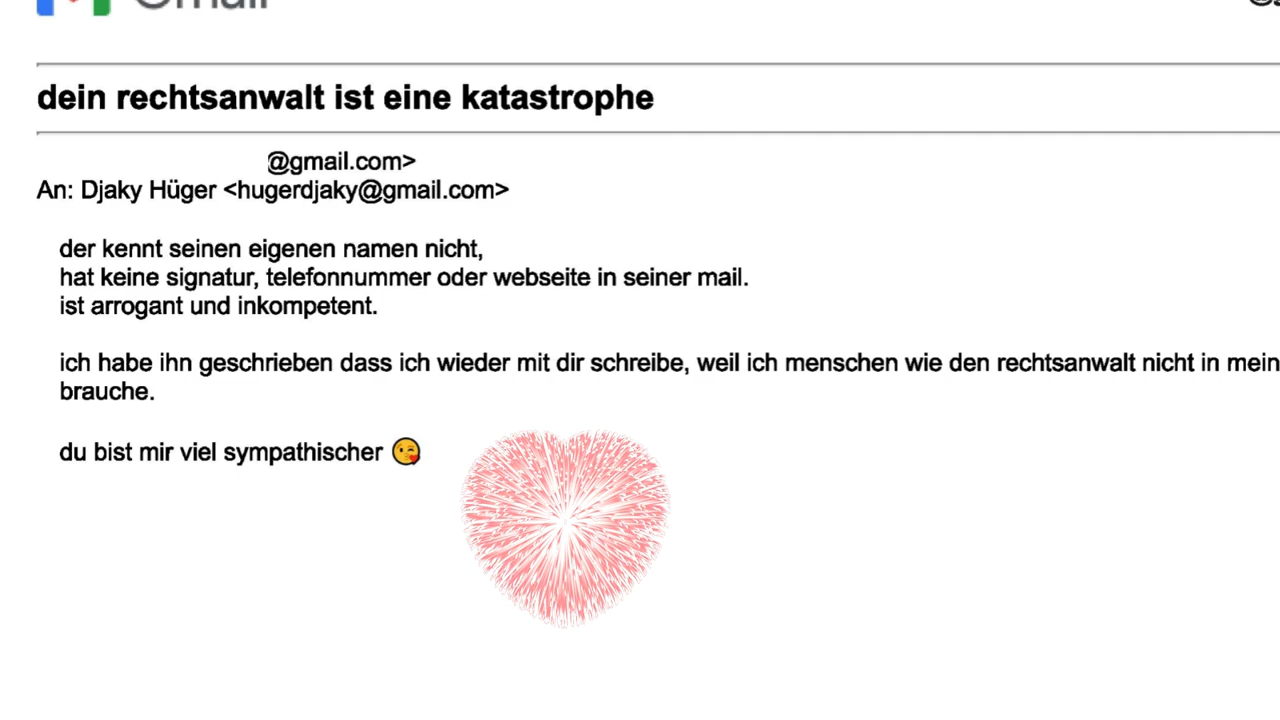 Gmail
dein rechtsanwalt ist eine katastrophe
@gmail.com>
An: Djaky Hüger <hugerdjaky@gmail.com>
der kennt seinen eigenen namen nicht,
hat keine signatur, telefonnummer oder webseite in seiner mail.
ist arrogant und inkompetent.
ich habe ihn geschrieben dass ich wieder mit dir schreibe, weil ich menschen wie den rechtsanwalt nicht in mein
brauche.
du bist mir viel sympathischer 😘